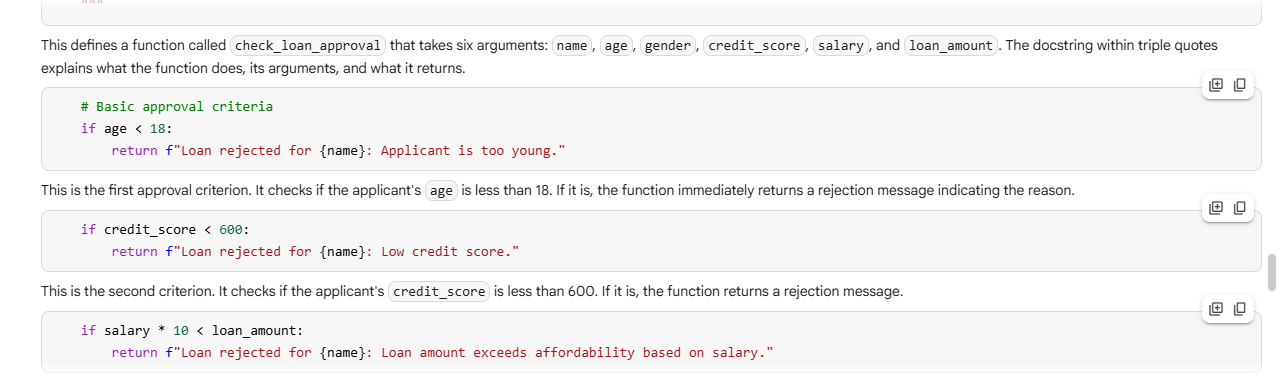 """
This defines a function called check_loan_approval that takes six arguments: name, age, gender, credit_score, salary, and loan_amount. The docstring within triple quotes
explains what the function does, its arguments, and what it returns.
# Basic approval criteria
if age < 18:
return f"Loan rejected for {name}: Applicant is too young."
This is the first approval criterion. It checks if the applicant's age is less than 18. If it is, the function immediately returns a rejection message indicating the reason.
if credit_score < 600:
return f"Loan rejected for {name}: Low credit score."
This is the second criterion. It checks if the applicant's credit_score is less than 600. If it is, the function returns a rejection message.
if salary * 10 < loan_amount:
return f"Loan rejected for {name}: Loan amount exceeds affordability based on salary."